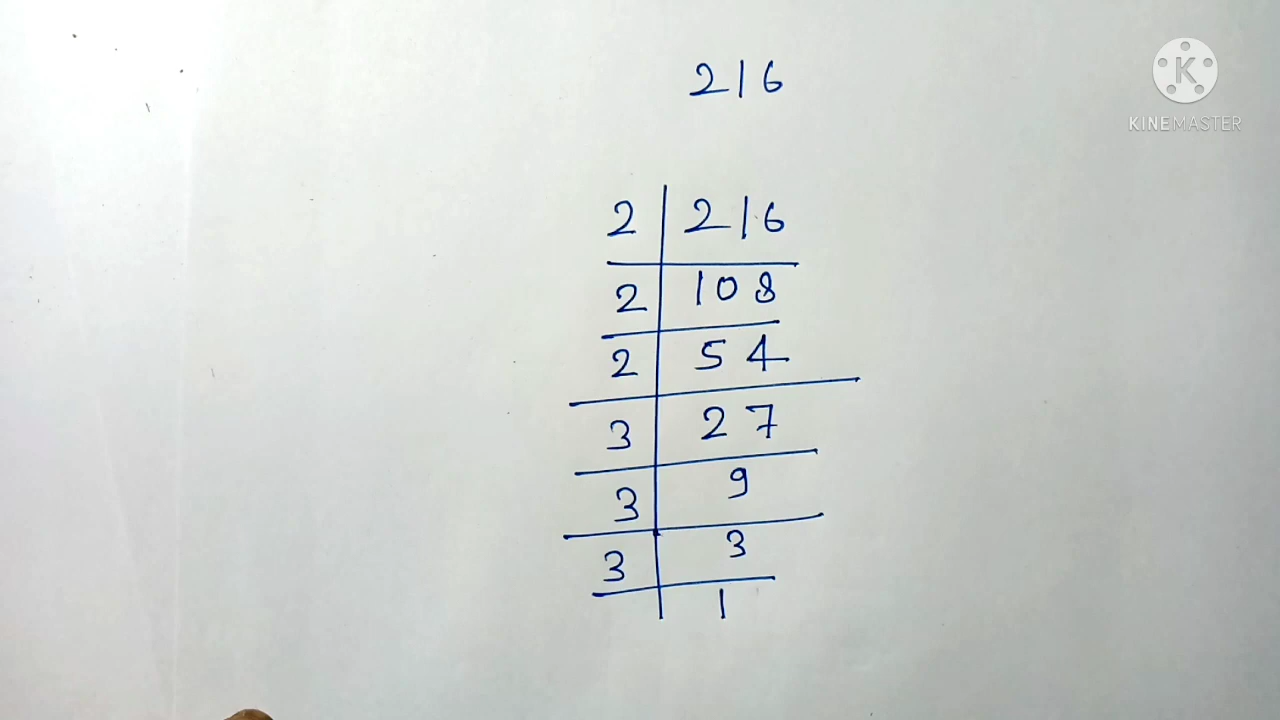 216
KINEMASTER
2 | 216
2 | 108
2 | 54
3 | 27
3 | 9
3 | 3
1